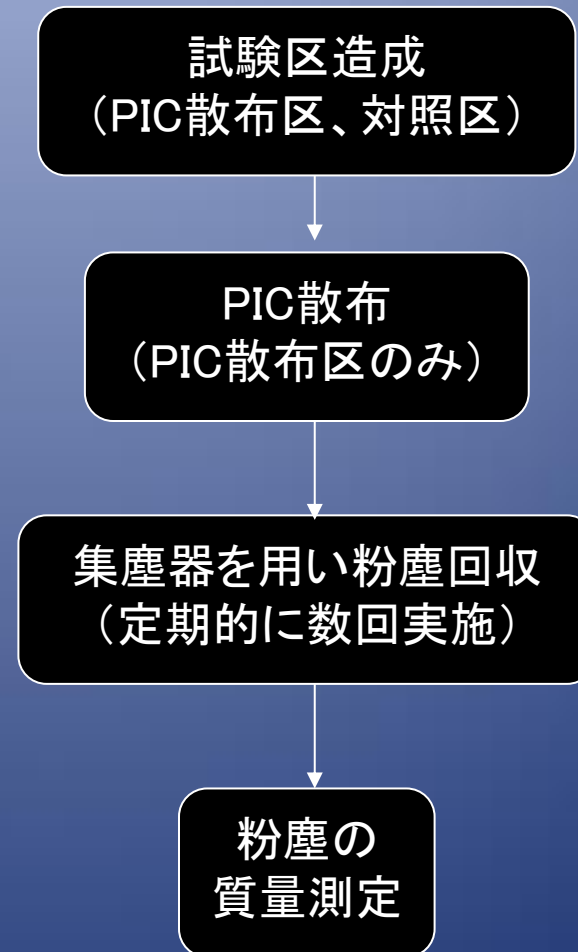 試験区造成
（PIC散布区、対照区）
PIC散布
（PIC散布区のみ）
集塵器を用い粉塵回収
（定期的に数回実施）
粉塵の
質量測定